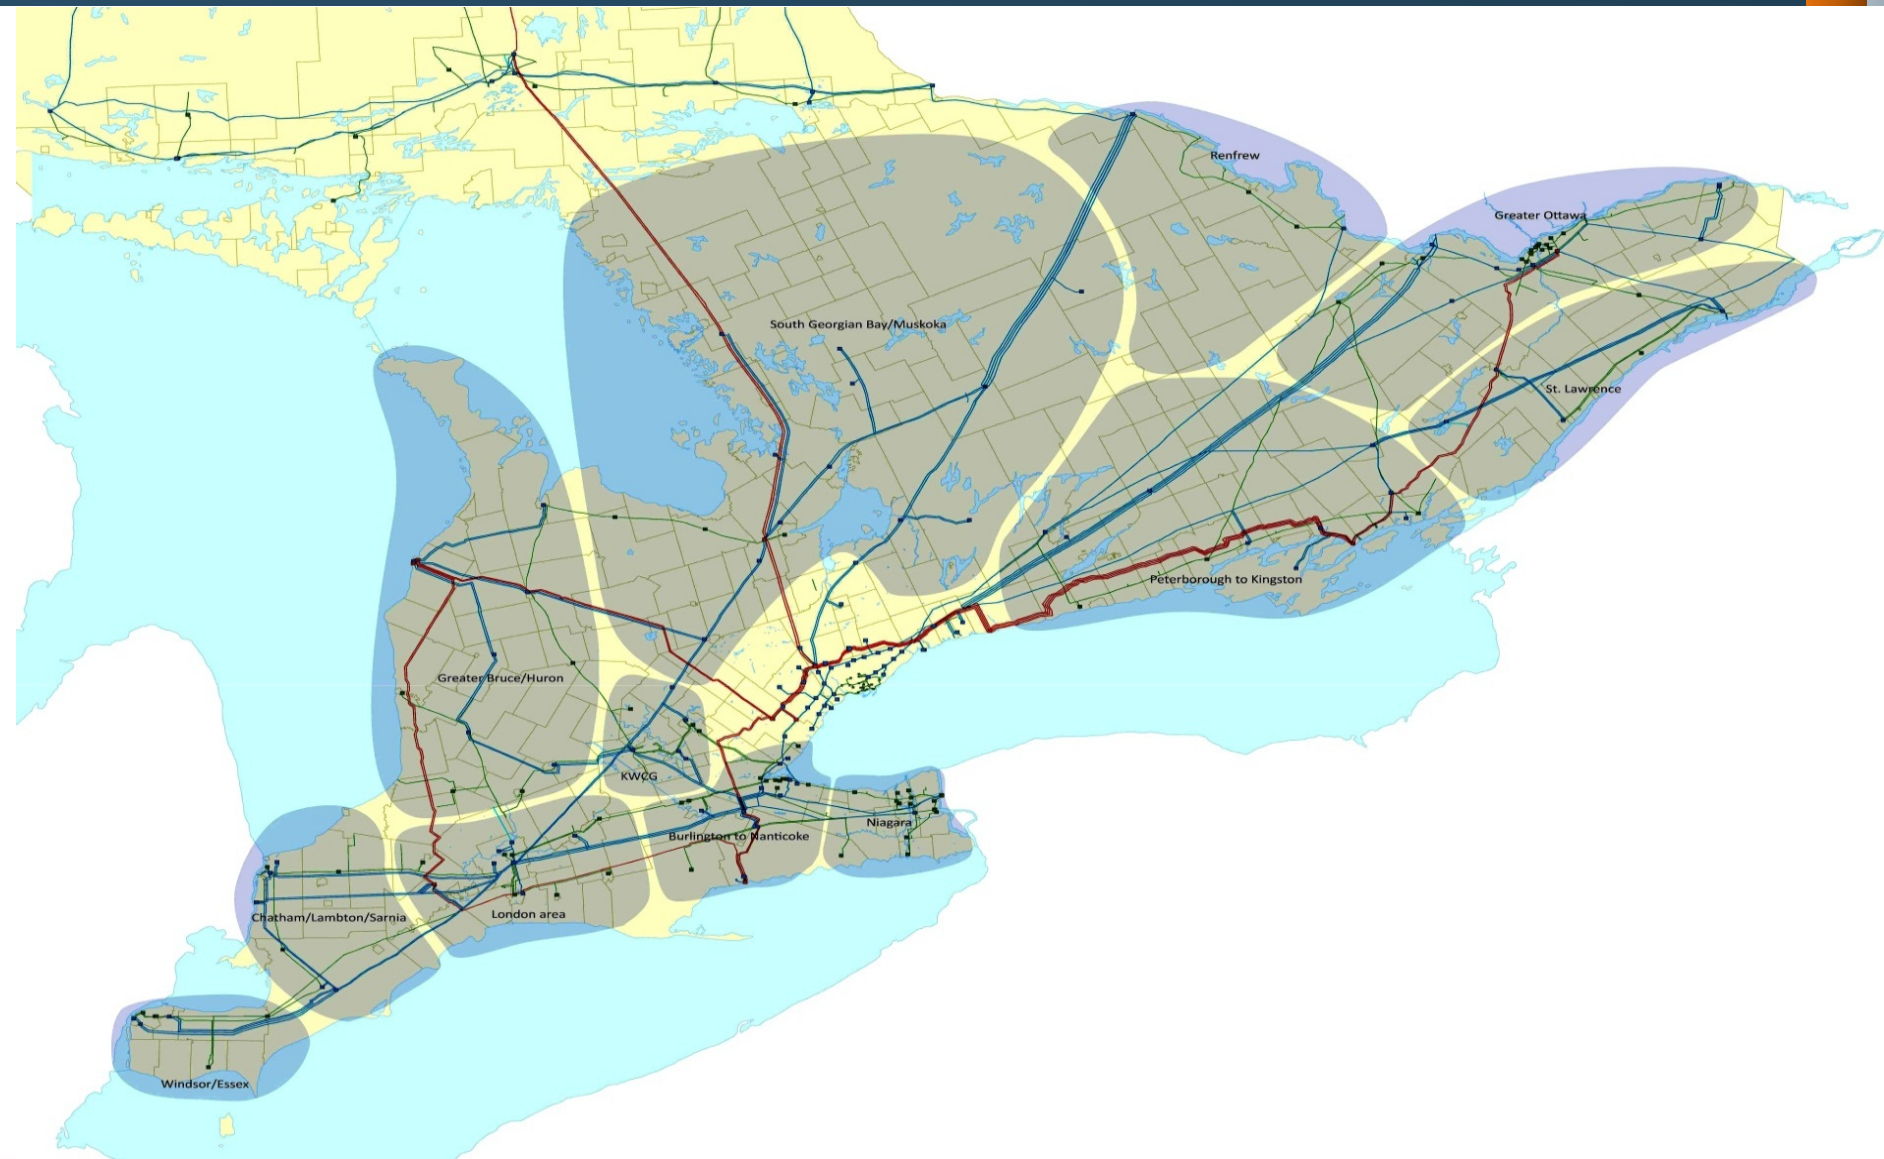 Renfrew
Greater Ottawa
South Georgian Bay/Muskoka
St. Lawrence
Peterborough to Kingston
Greater Bruce/Huron
KWCG
Niagara
Burlington to Nanticoke
London area
Chatham/Lambton/Sarnia
Windsor/Essex